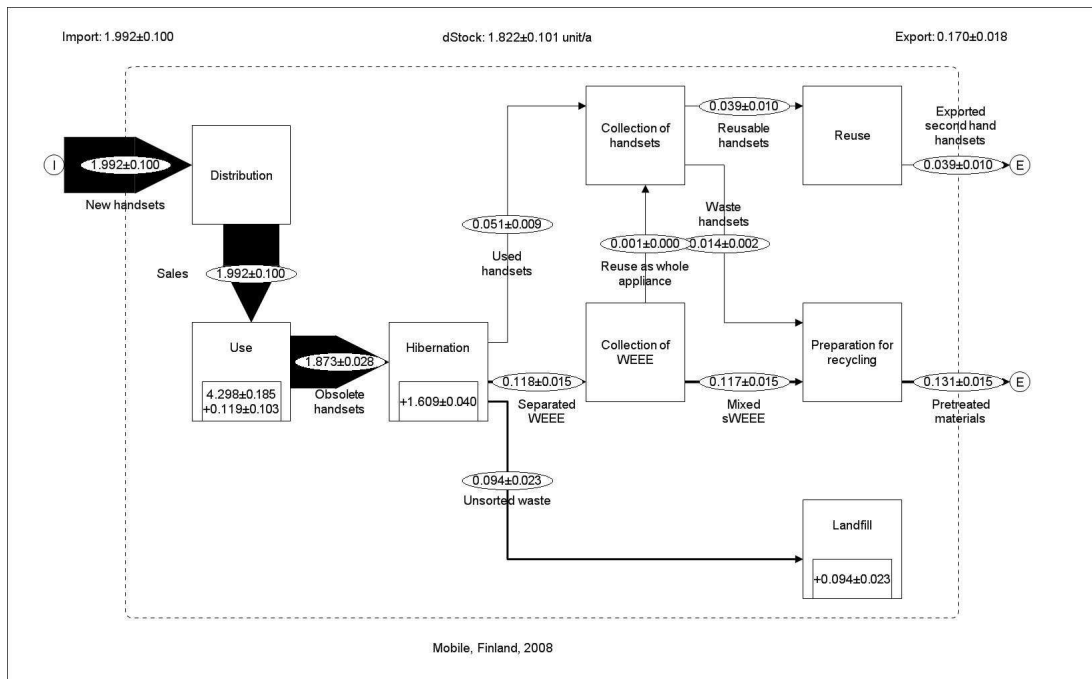 Import: 1.992±0.100
dStock: 1.822±0.101 unit/a
Export: 0.170±0.018
I
1.992±0.100
New handsets
Distribution
Sales
1.992±0.100
Use
4.298±0.185
+0.119±0.103
1.873±0.028
Obsolete
handsets
Hibernation
+1.609±0.040
0.051±0.009
Used
handsets
Collection of
handsets
0.039±0.010
Reusable
handsets
Reuse
Exported
second hand
handsets
0.039±0.010
E
Waste
handsets
0.001±0.000
0.014±0.002
Reuse as whole
appliance
0.118±0.015
Separated
WEEE
Collection of
WEEE
0.117±0.015
Mixed
sWEEE
Preparation for
recycling
0.131±0.015
Pretreated
materials
E
0.094±0.023
Unsorted waste
Landfill
+0.094±0.023
Mobile, Finland, 2008